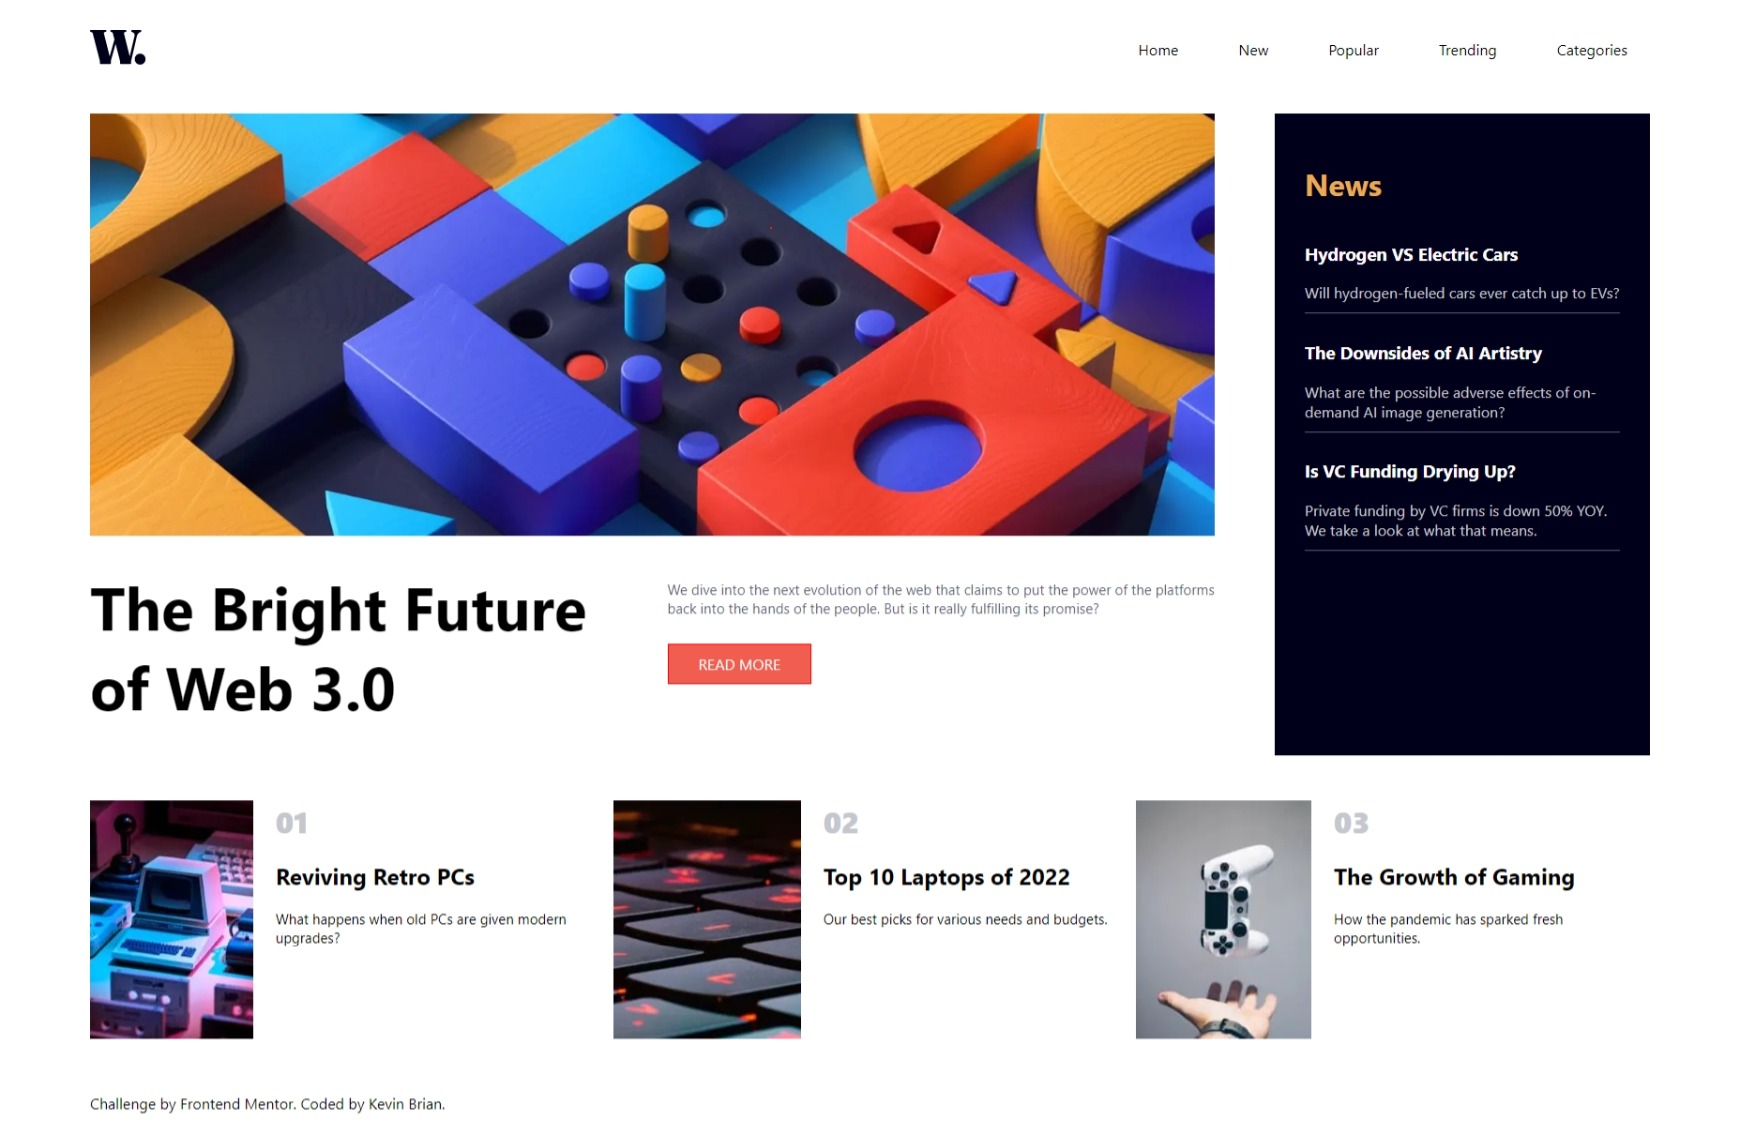 W.
Home New Popular Trending Categories
News
Hydrogen VS Electric Cars
Will hydrogen-fueled cars ever catch up to EVs?
The Downsides of AI Artistry
What are the possible adverse effects of on-
demand AI image generation?
Is VC Funding Drying Up?
Private funding by VC firms is down 50% YOY.
We take a look at what that means.
The Bright Future
of Web 3.0
We dive into the next evolution of the web that claims to put the power of the platforms
back into the hands of the people. But is it really fulfilling its promise?
READ MORE
01
Reviving Retro PCs
What happens when old PCs are given modern
upgrades?
02
Top 10 Laptops of 2022
Our best picks for various needs and budgets.
03
The Growth of Gaming
How the pandemic has sparked fresh
opportunities.
Challenge by Frontend Mentor. Coded by Kevin Brian.